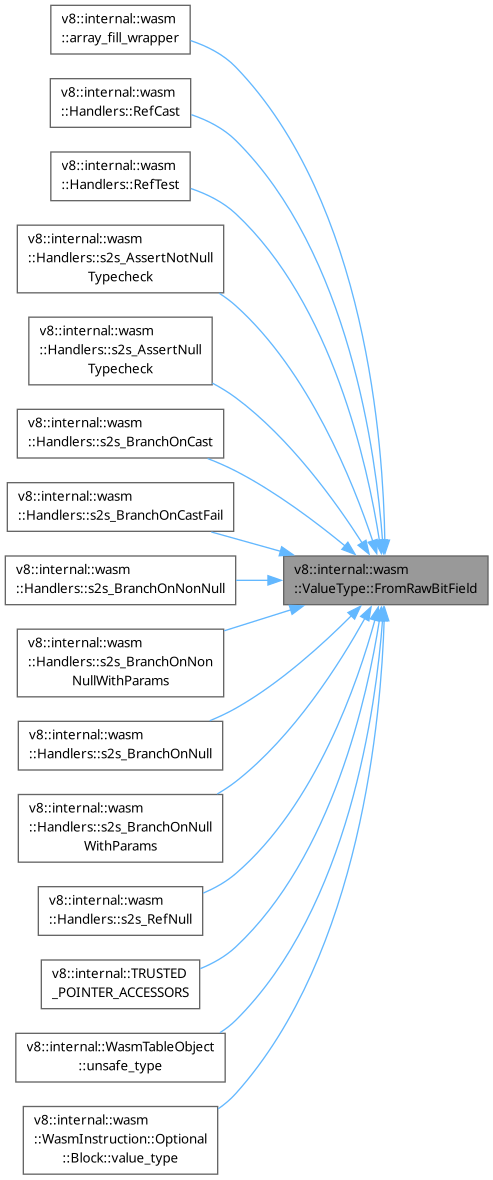 v8::internal::wasm
::array_fill_wrapper
v8::internal::wasm
::Handlers::RefCast
v8::internal::wasm
::Handlers::RefTest
v8::internal::wasm
::Handlers::s2s_AssertNotNull
Typecheck
v8::internal::wasm
::Handlers::s2s_AssertNull
Typecheck
v8::internal::wasm
::Handlers::s2s_BranchOnCast
v8::internal::wasm
::Handlers::s2s_BranchOnCastFail
v8::internal::wasm
::Handlers::s2s_BranchOnNonNull
v8::internal::wasm
::ValueType::FromRawBitField
v8::internal::wasm
::Handlers::s2s_BranchOnNon
NullWithParams
v8::internal::wasm
::Handlers::s2s_BranchOnNull
v8::internal::wasm
::Handlers::s2s_BranchOnNull
WithParams
v8::internal::wasm
::Handlers::s2s_RefNull
v8::internal::TRUSTED
_POINTER_ACCESSORS
v8::internal::WasmTableObject
::unsafe_type
v8::internal::wasm
::WasmInstruction::Optional
::Block::value_type